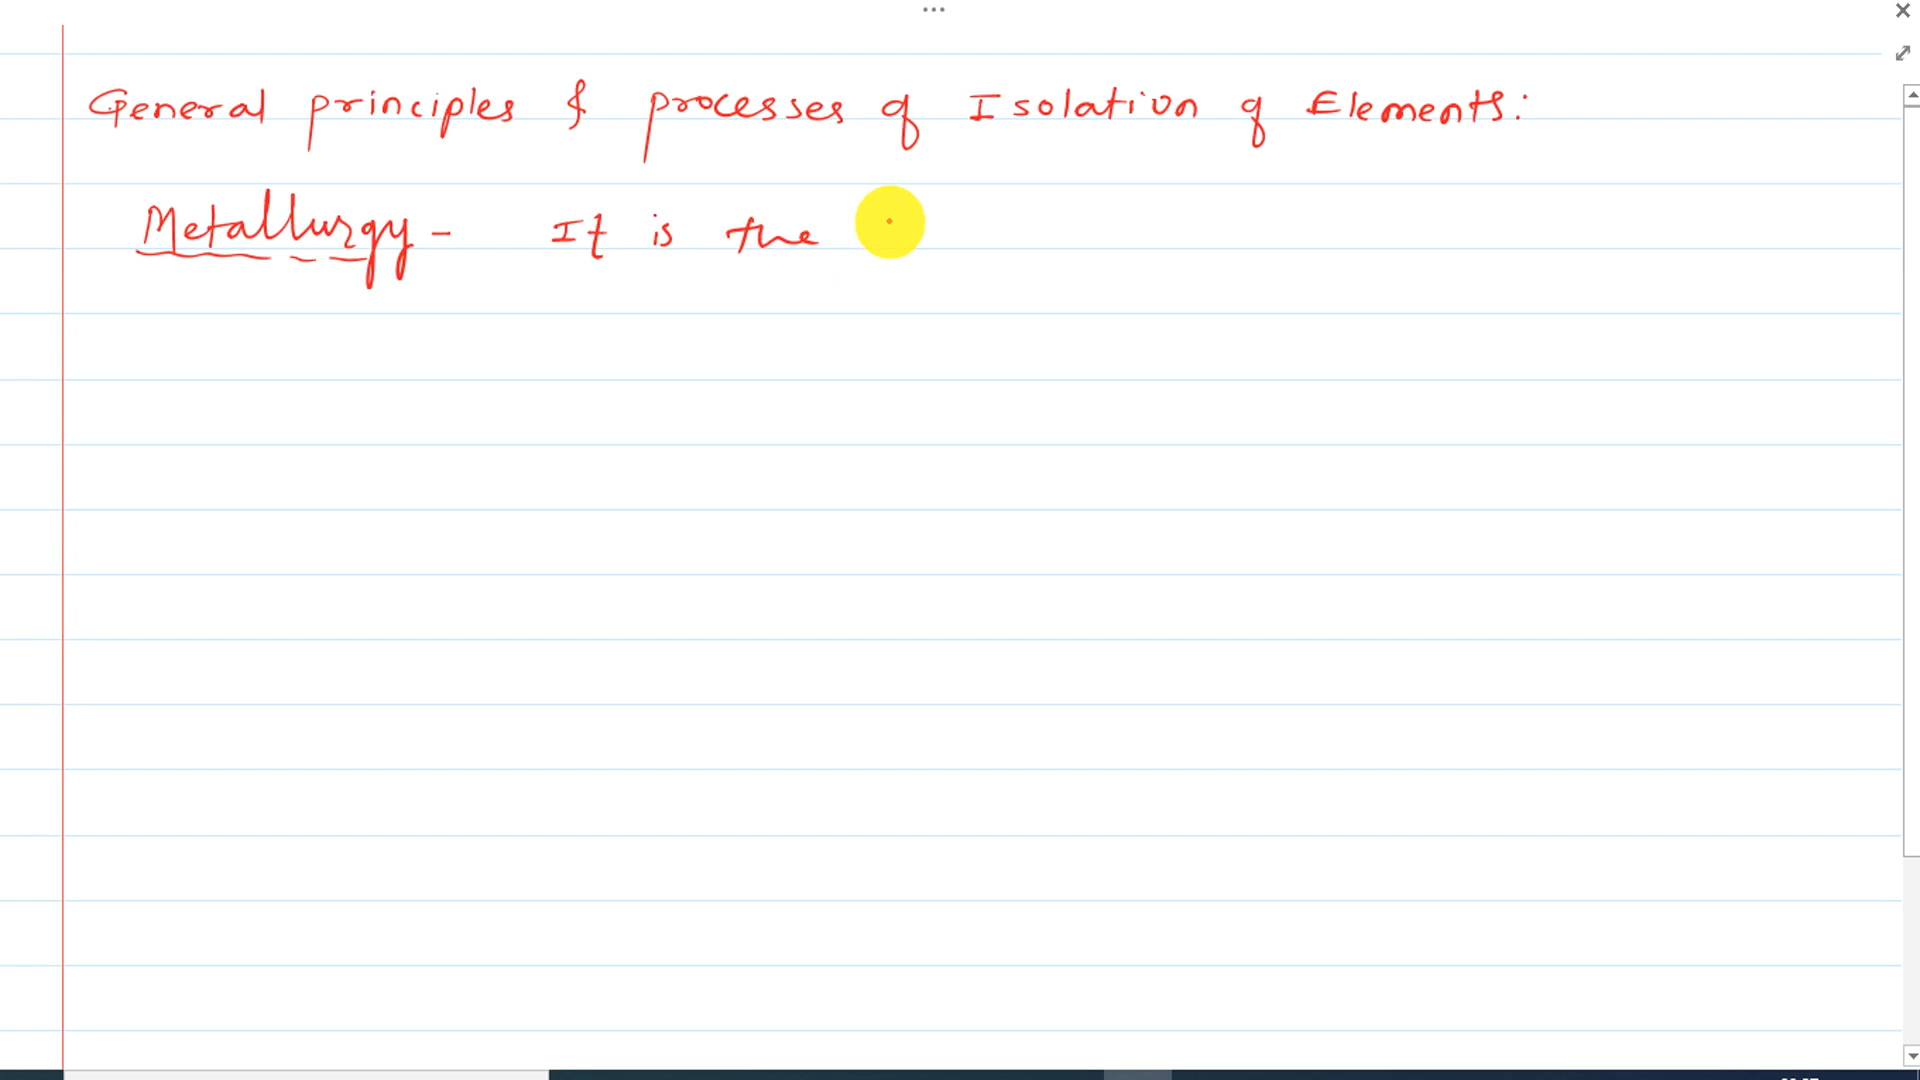 General principles & processes of Isolation of Elements:
Metallurgy - It is the